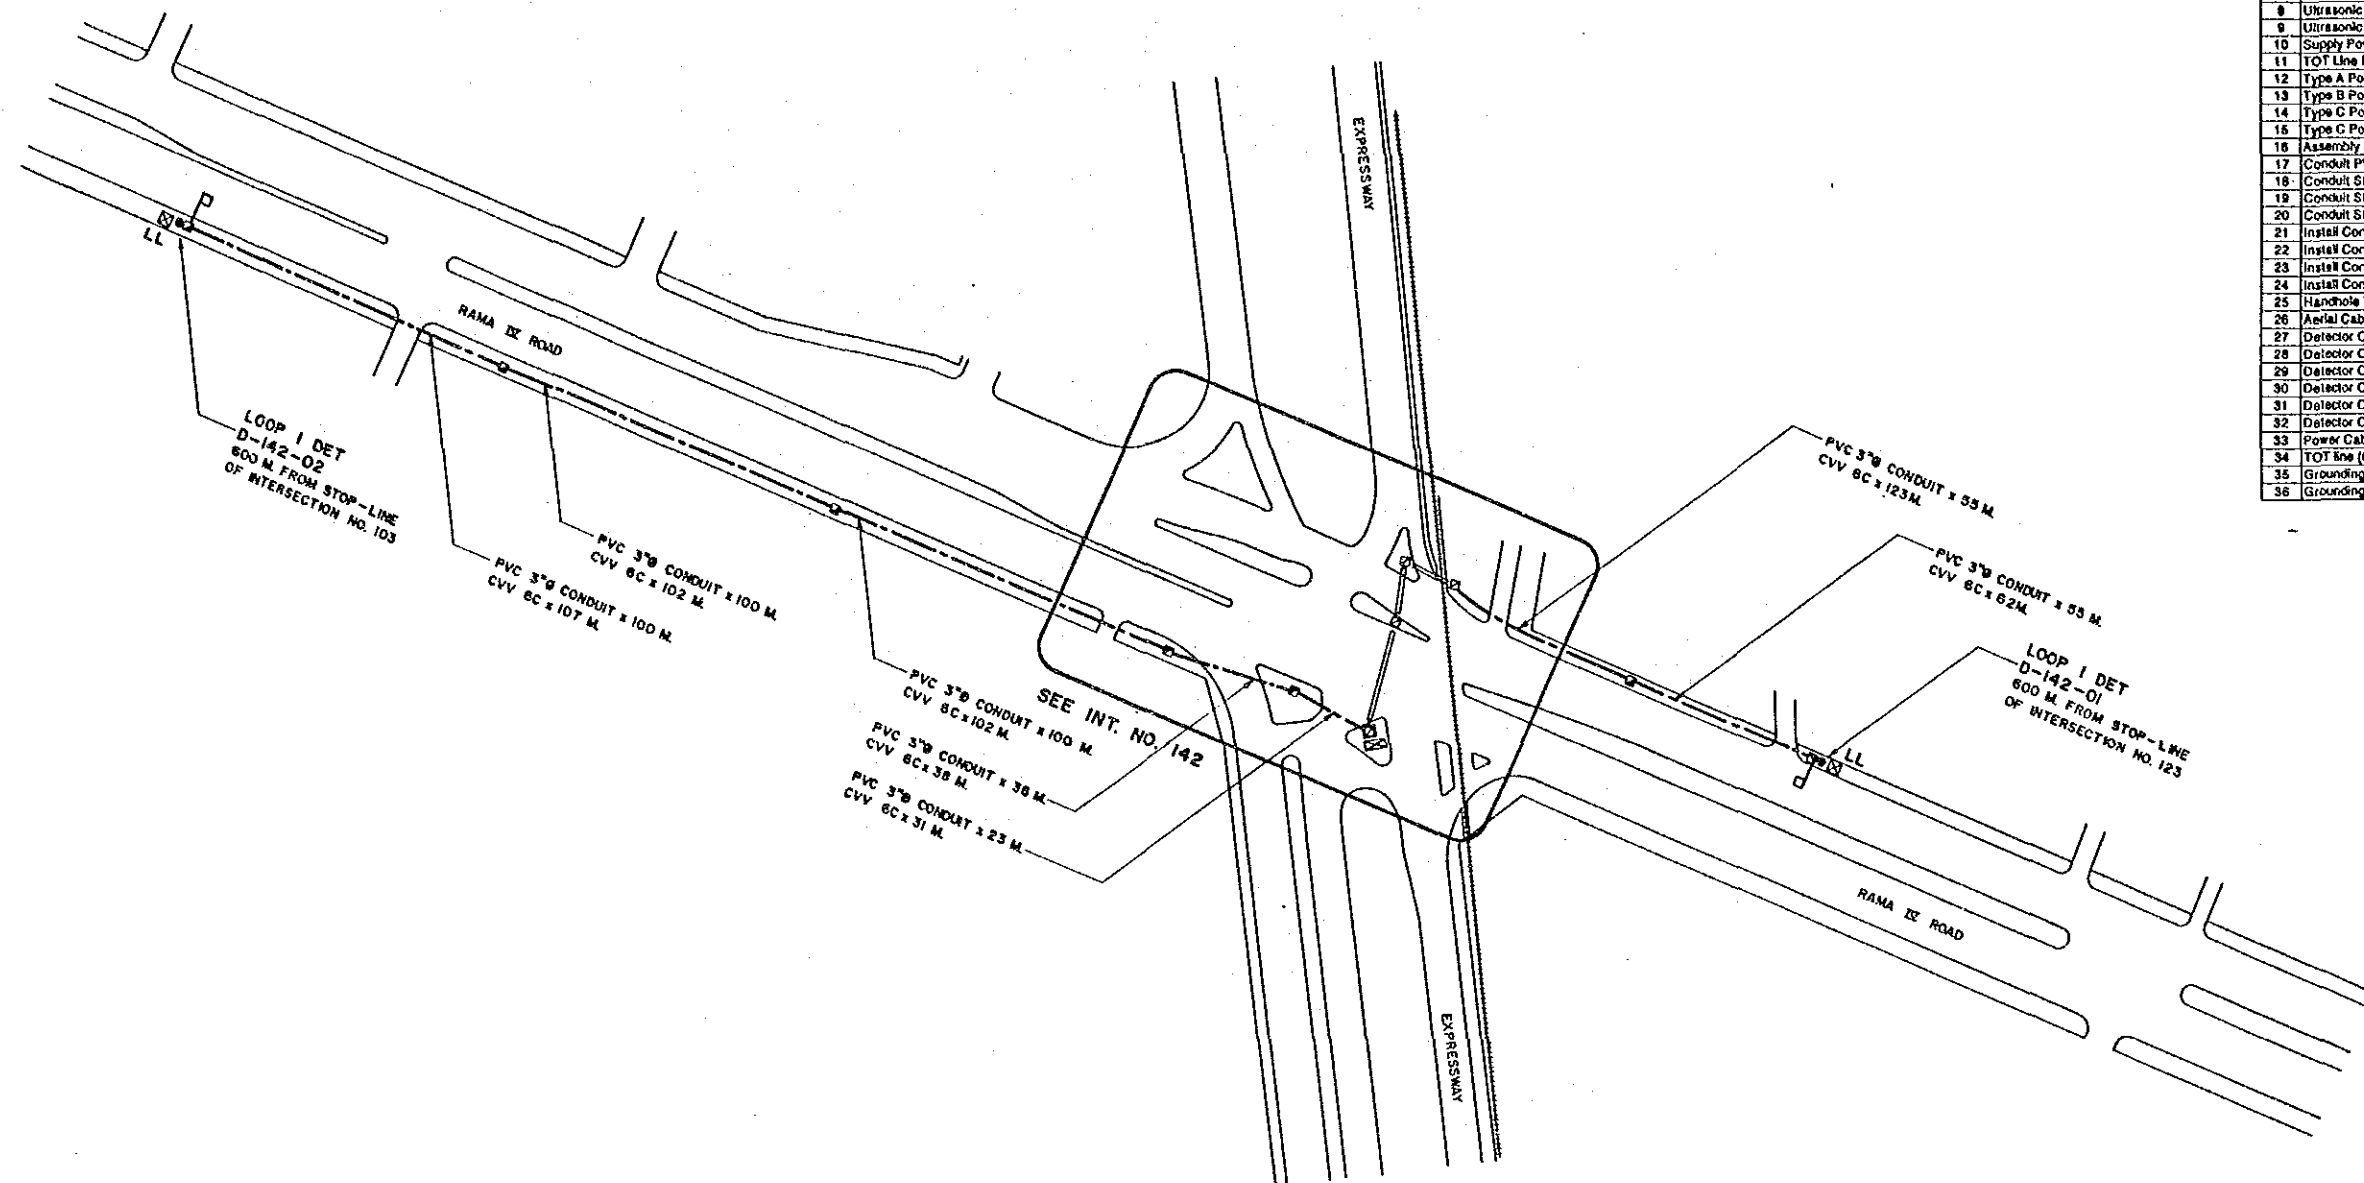 8 Ultrasonic
9 Ultrasonic
10 Supply Po
11 TOT Line
12 Type A Po
13 Type B Po
14 Type C Po
15 Type C Po
16 Assembly
17 Conduit P
18 Conduit S
19 Conduit S
20 Conduit S
21 Install Con
22 Install Con
23 Install Con
24 Install Con
25 Handhole
26 Aerial Cab
27 Detector C
28 Detector C
29 Detector C
30 Detector C
31 Detector C
32 Detector C
33 Power Cab
34 TOT line
35 Grounding
36 Grounding
EXPRESSWAY
LL
RAMA IV ROAD
LOOP 1 DET
D-142-02
600 M. FROM STOP-LINE
OF INTERSECTION NO. 103
PVC 3"Ø CONDUIT x 100 M.
CVV 6C x 107 M.
PVC 3"Ø CONDUIT x 100 M.
CVV 6C x 102 M.
PVC 3"Ø CONDUIT x 100 M.
CVV 6C x 102 M.
PVC 3"Ø CONDUIT x 38 M.
CVV 6C x 38 M.
PVC 3"Ø CONDUIT x 23 M.
CVV 6C x 31 M.
SEE INT. NO. 142
PVC 3"Ø CONDUIT x 55 M.
CVV 6C x 123 M.
PVC 3"Ø CONDUIT x 55 M.
CVV 6C x 62 M.
LOOP 1 DET
D-142-01
600 M. FROM STOP-LINE
OF INTERSECTION NO. 123
LL
RAMA IV ROAD
EXPRESSWAY